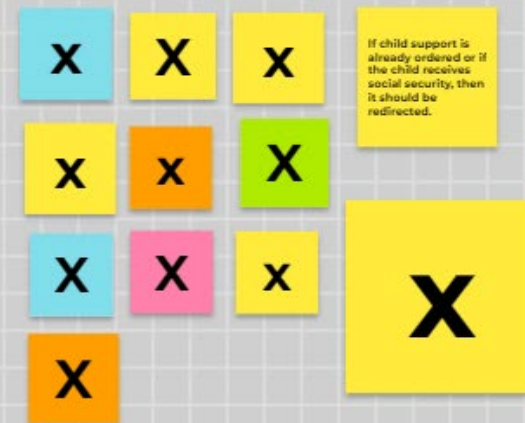 x
X
x
If child support is
already ordered or if
the child receives
social security, then
it should be
redirected.
x
x
X
X
X
x
x
X